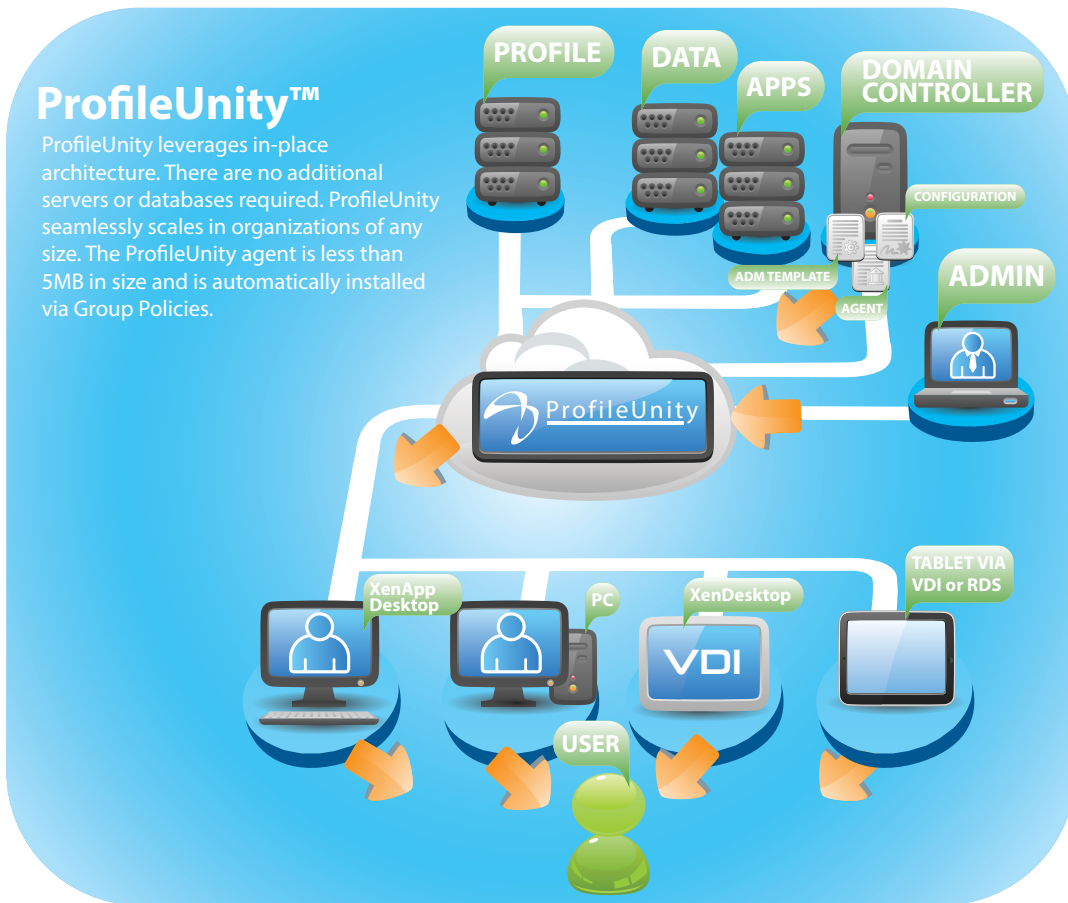 ProfileUnity™
ProfileUnity leverages in-place
architecture. There are no additional
servers or databases required. ProfileUnity
seamlessly scales in organizations of any
size. The ProfileUnity agent is less than
5MB in size and is automatically installed
via Group Policies.
PROFILE
DATA
APPS
DOMAIN
CONTROLLER
CONFIGURATION
ADM TEMPLATE
AGENT
ADMIN
ProfileUnity
XenApp
Desktop
PC
XenDesktop
TABLET VIA
VDI or RDS
VDI
USER